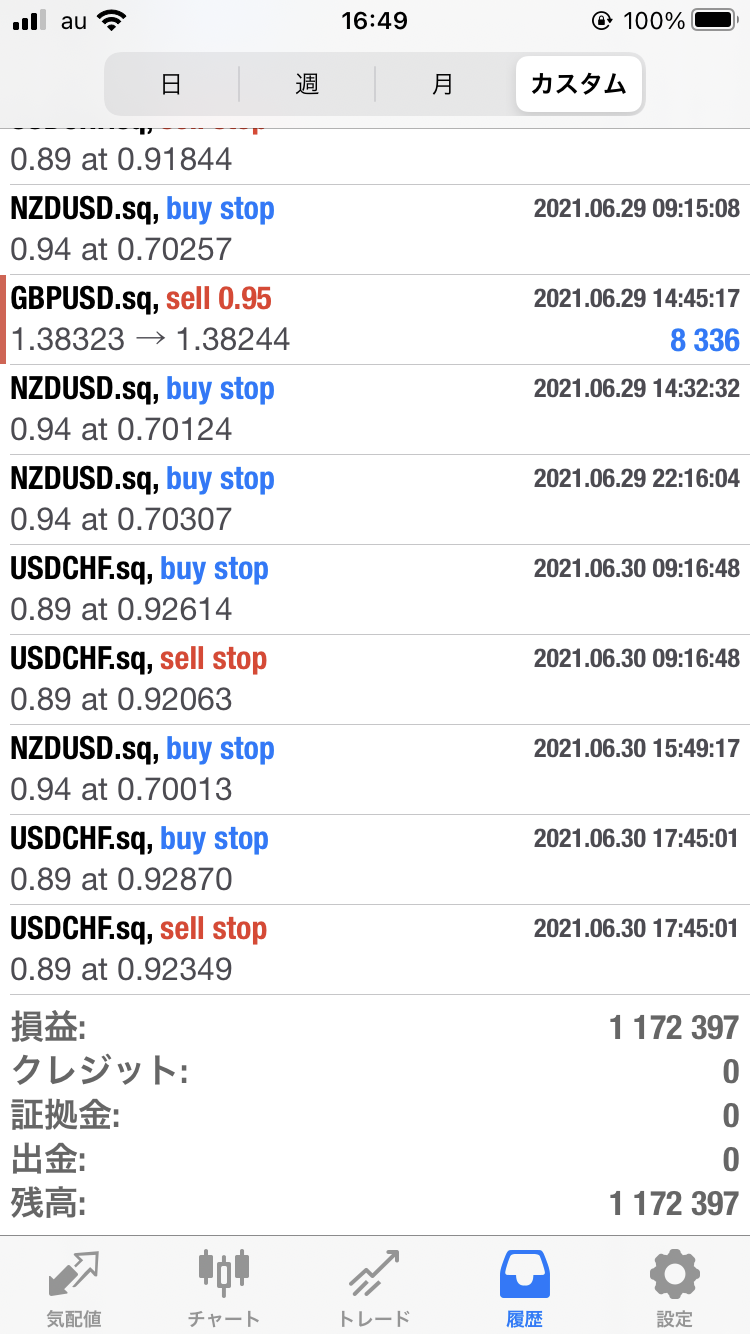 au 16:49 100%
日 週 月 カスタム
0.89 at 0.91844
NZDUSD.sq, buy stop 2021.06.29 09:15:08
0.94 at 0.70257
GBPUSD.sq, sell 0.95 2021.06.29 14:45:17
1.38323 → 1.38244 8 336
NZDUSD.sq, buy stop 2021.06.29 14:32:32
0.94 at 0.70124
NZDUSD.sq, buy stop 2021.06.29 22:16:04
0.94 at 0.70307
USDCHF.sq, buy stop 2021.06.30 09:16:48
0.89 at 0.92614
USDCHF.sq, sell stop 2021.06.30 09:16:48
0.89 at 0.92063
NZDUSD.sq, buy stop 2021.06.30 15:49:17
0.94 at 0.70013
USDCHF.sq, buy stop 2021.06.30 17:45:01
0.89 at 0.92870
USDCHF.sq, sell stop 2021.06.30 17:45:01
0.89 at 0.92349
損益: 1 172 397
クレジット: 0
証拠金: 0
出金: 0
残高: 1 172 397
気配値 チャート トレード 履歴 設定